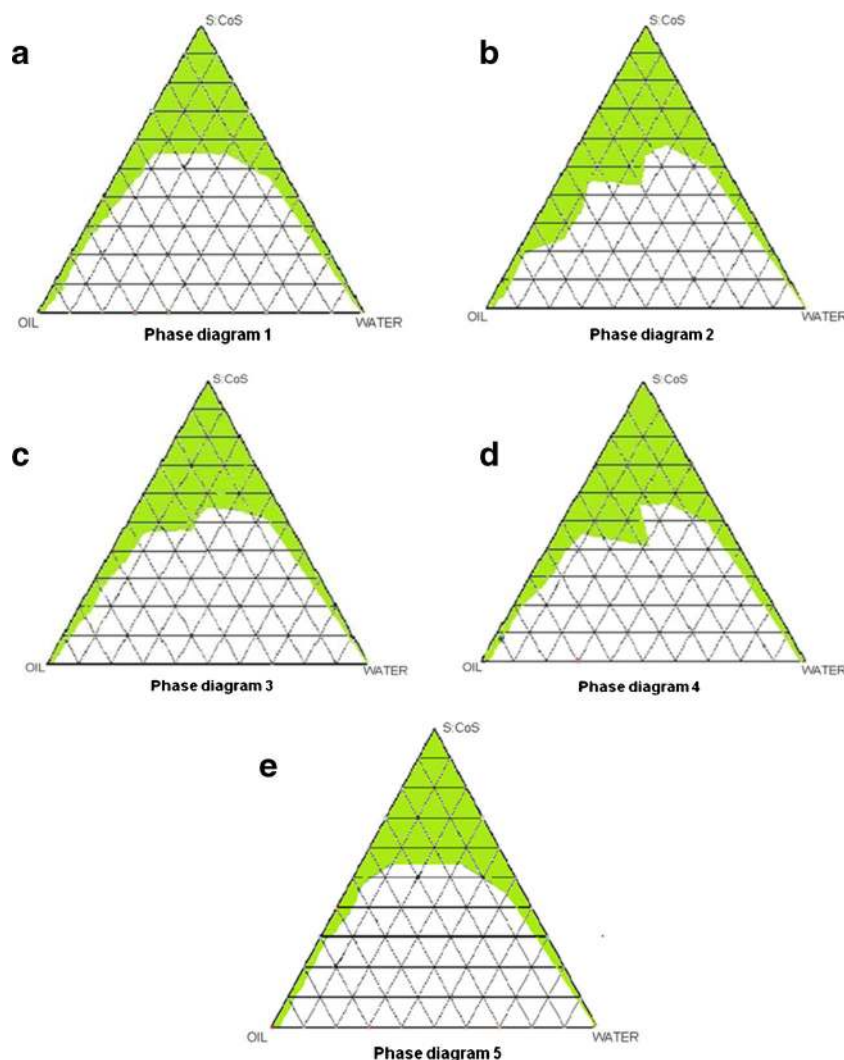 a
S:CoS
OIL
WATER
Phase diagram 1
b
S:CoS
OIL
WATER
Phase diagram 2
c
S:CoS
OIL
WATER
Phase diagram 3
d
S:CoS
OIL
WATER
Phase diagram 4
e
S:CoS
OIL
WATER
Phase diagram 5